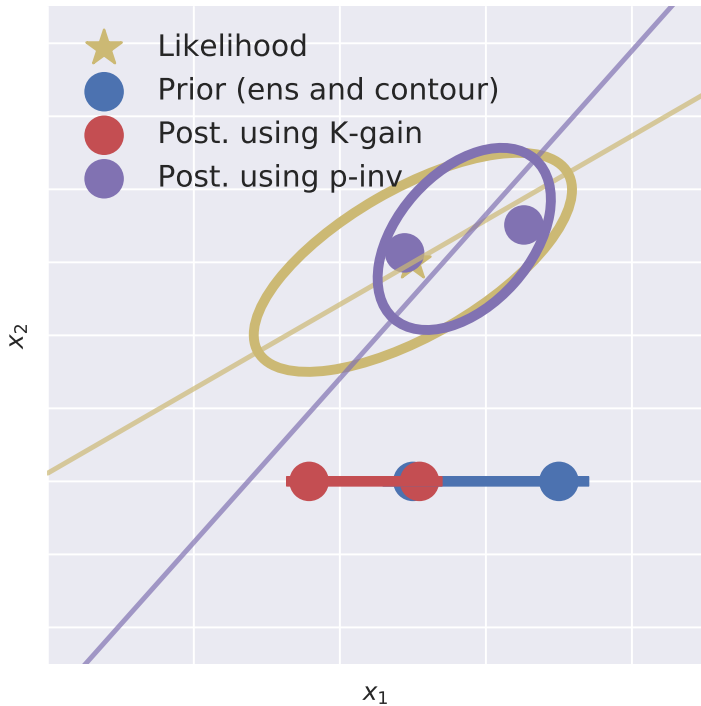 Likelihood
Prior (ens and contour)
Post. using K-gain
Post. using p-inv
x₂
x₁